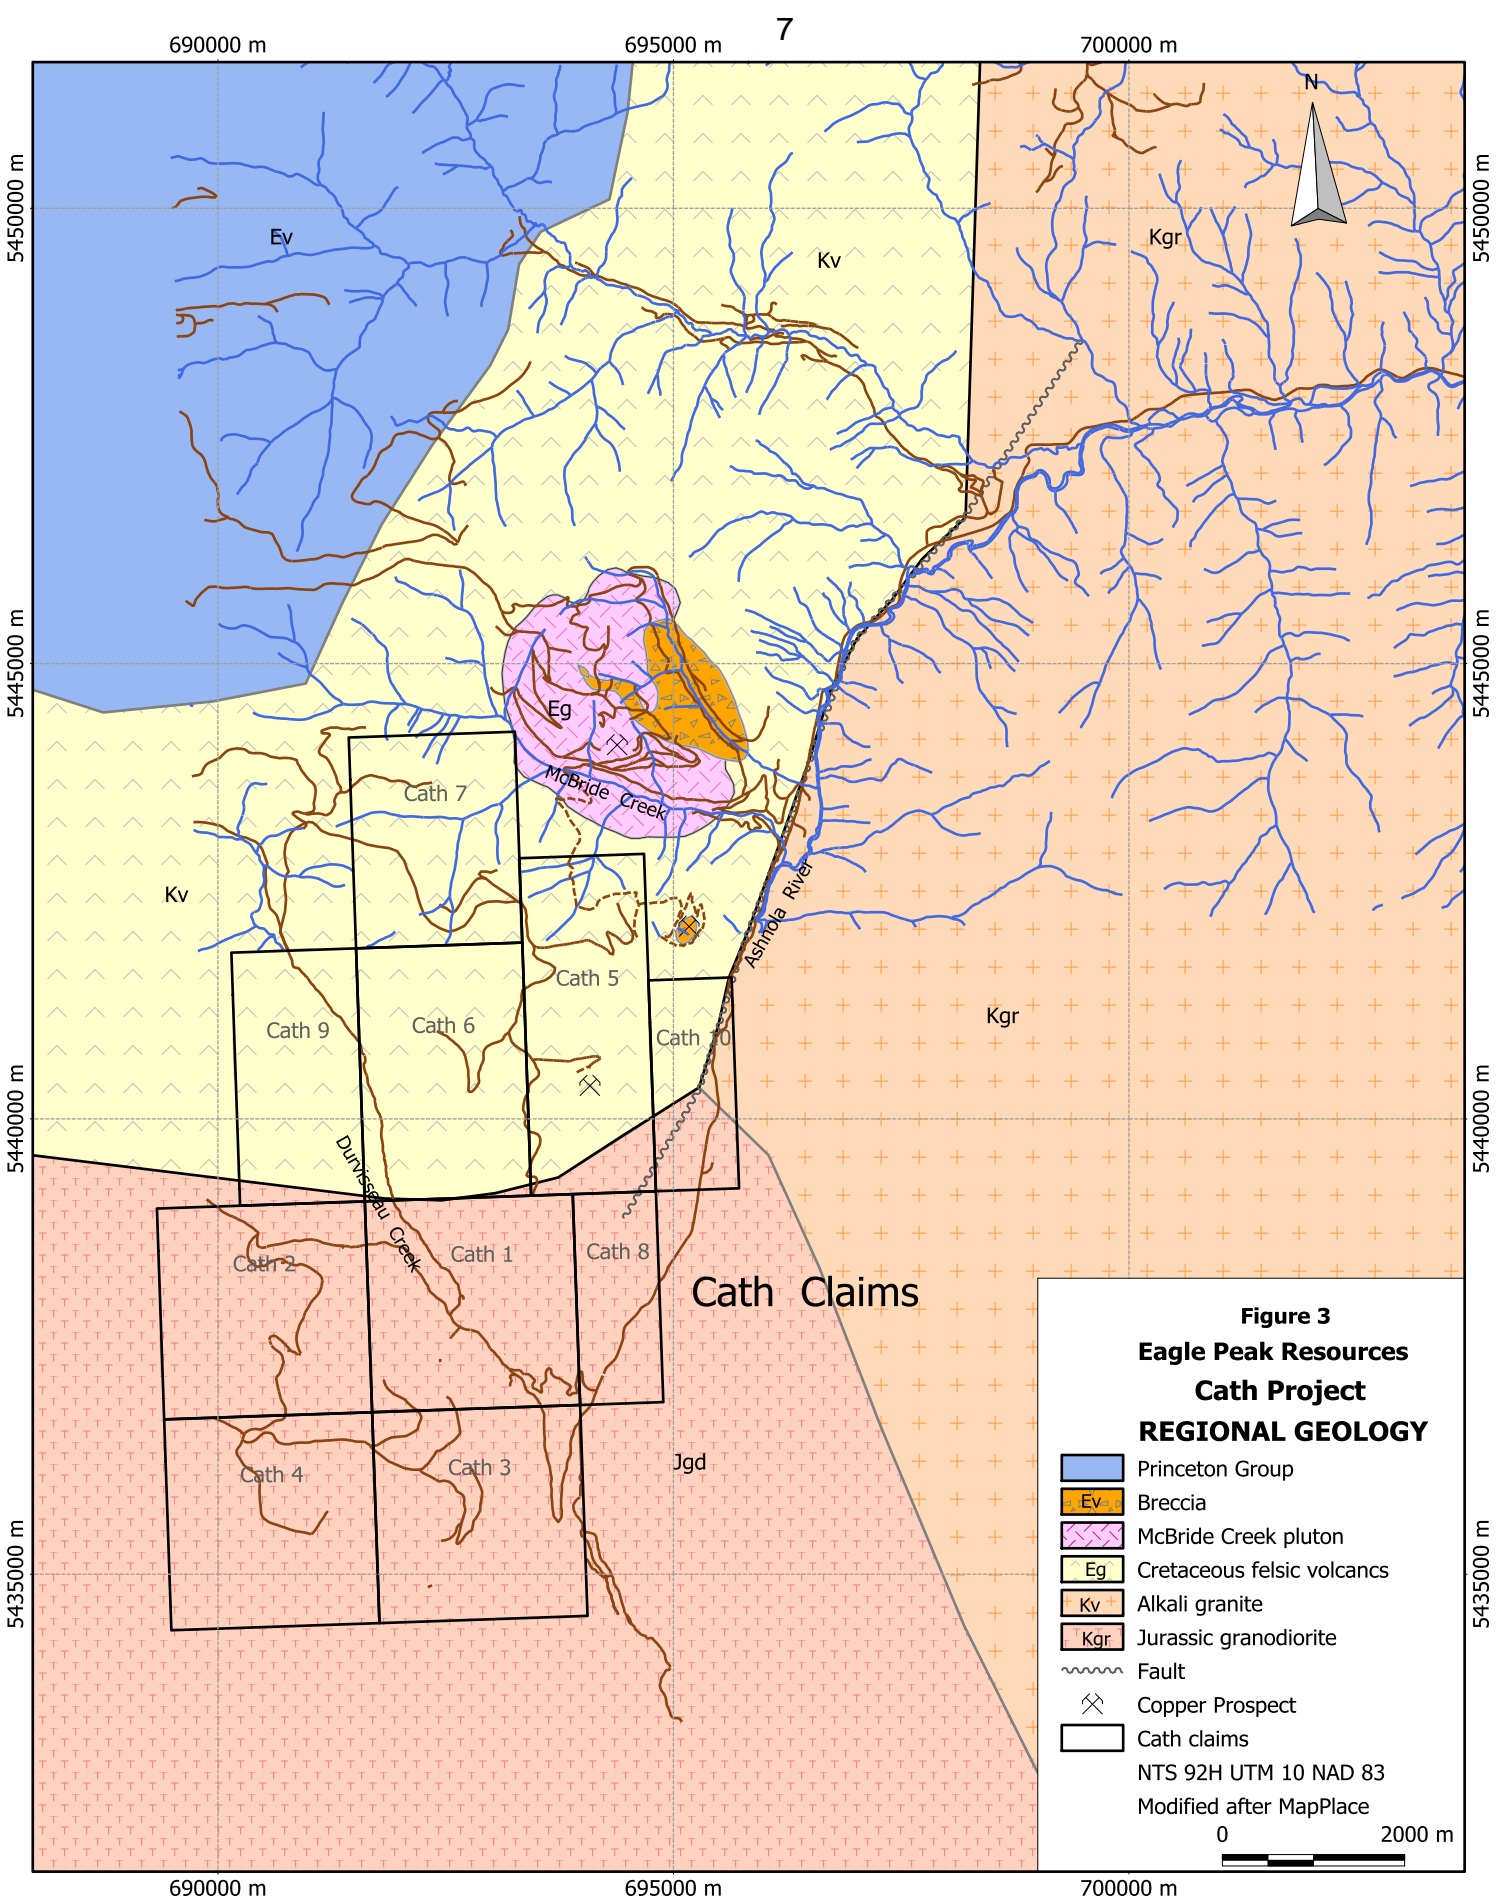 7
690000 m 695000 m 700000 m
N
5450000 m
5450000 m
Ev
Kv
Kgr
5445000 m
5445000 m
Eg
McBride Creek
Cath 7
Kv
Ashnola River
Cath 5
Cath 9
Cath 6
Cath 10
Kgr
5440000 m
5440000 m
Durvisseau Creek
Cath 2
Cath 1
Cath 8
Cath Claims
Jgd
Cath 4
Cath 3
5435000 m
5435000 m
Figure 3
Eagle Peak Resources
Cath Project
REGIONAL GEOLOGY
Princeton Group
Ev Breccia
McBride Creek pluton
Eg Cretaceous felsic volcancs
Kv Alkali granite
Kgr Jurassic granodiorite
Fault
Copper Prospect
Cath claims
NTS 92H UTM 10 NAD 83
Modified after MapPlace
0 2000 m
690000 m 695000 m 700000 m